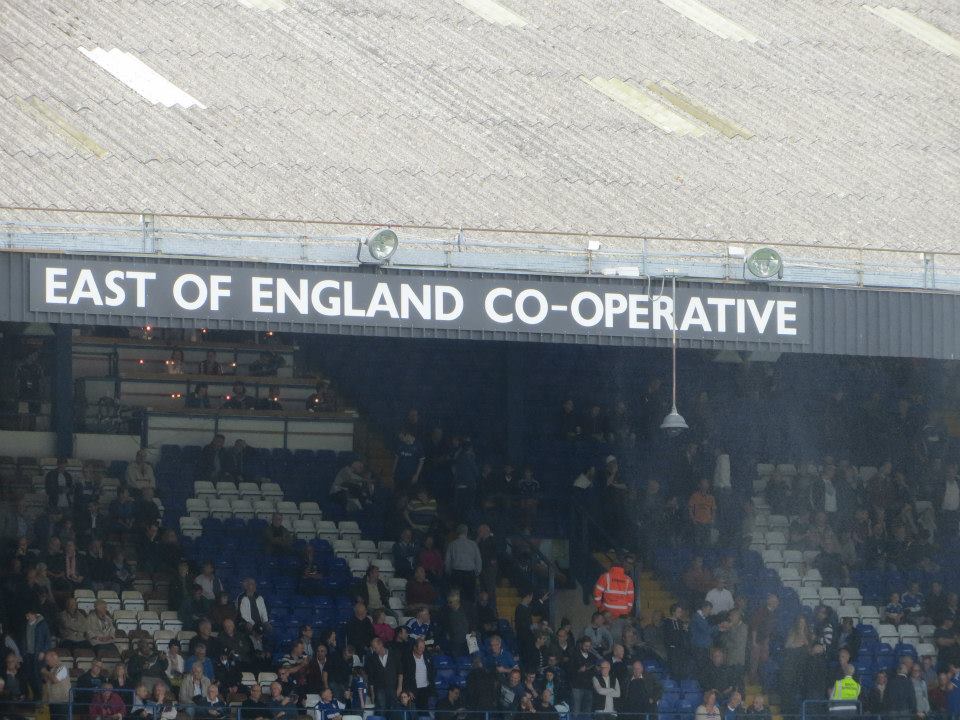 EAST OF ENGLAND CO-OPERATIVE